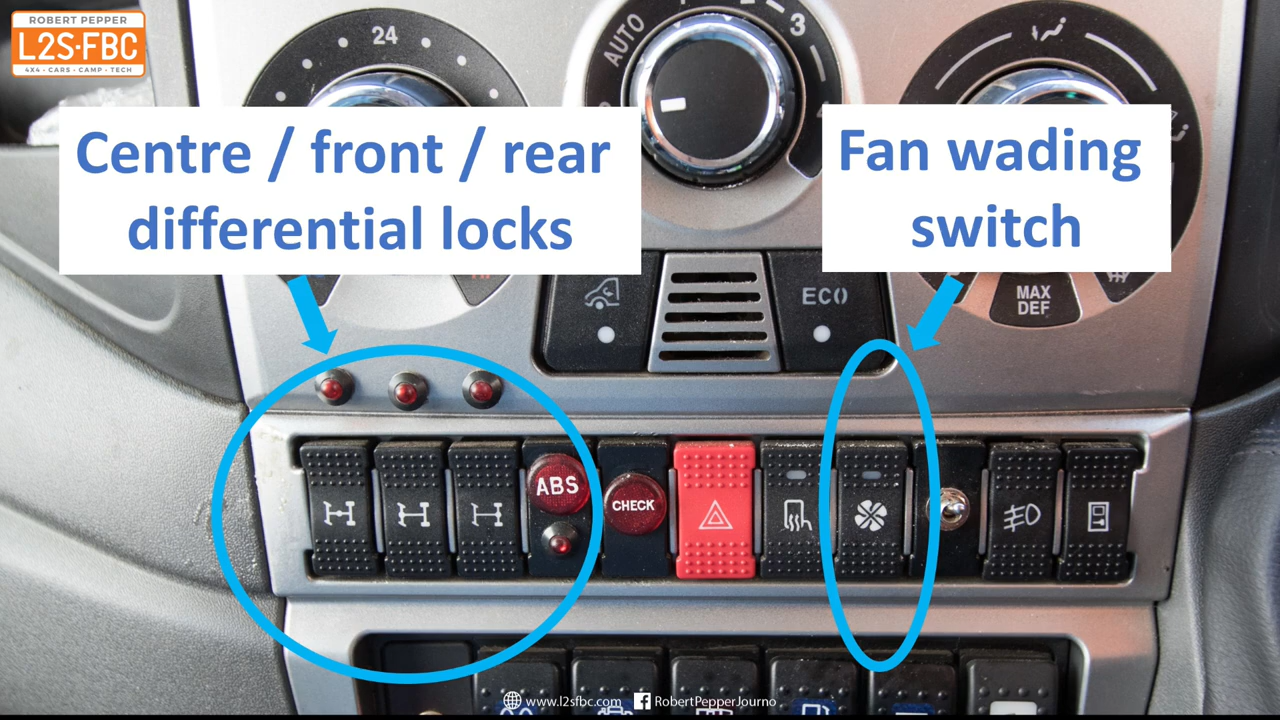 ROBERT PEPPER
L2S·FBC
4X4 • CARS • CAMP • TECH
24
AUTO
3
Centre / front / rear
differential locks
Fan wading
switch
ECO
MAX
DEF
ABS
CHECK
www.l2sfbc.com
RobertPepperJourno